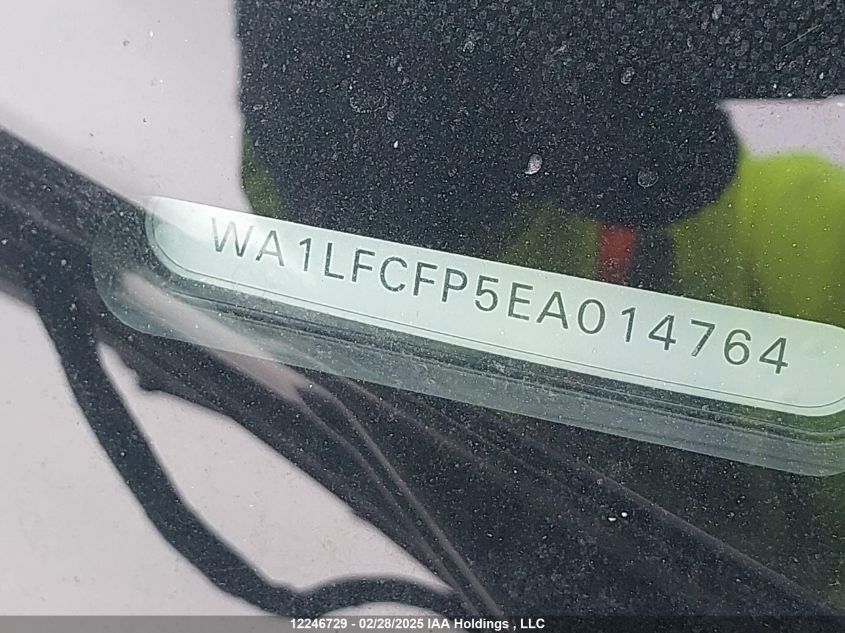 WA1LFCFP5EA014764
12246729 - 02/28/2025 IAA Holdings , LLC